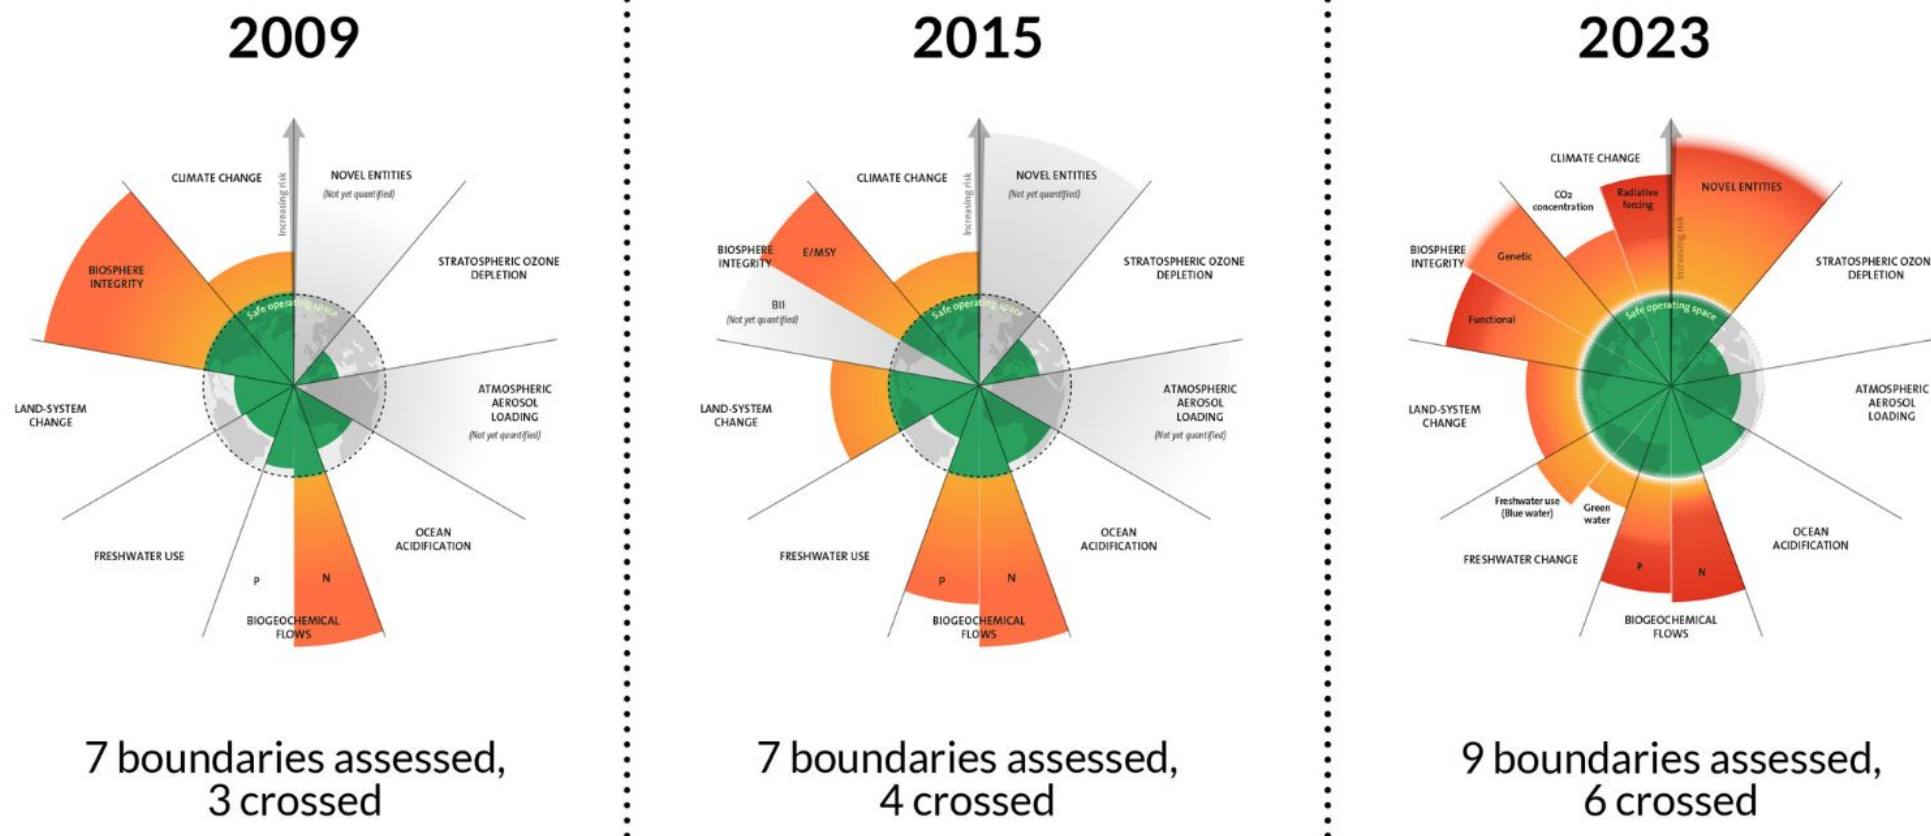 2009
CLIMATE CHANGE
NOVEL ENTITIES
(Not yet quantified)
Increasing risk
STRATOSPHERIC OZONE
DEPLETION
BIOSPHERE
INTEGRITY
Safe operating space
ATMOSPHERIC
AEROSOL
LOADING
(Not yet quantified)
LAND-SYSTEM
CHANGE
OCEAN
ACIDIFICATION
FRESHWATER USE
P
N
BIOGEOCHEMICAL
FLOWS
7 boundaries assessed,
3 crossed
2015
CLIMATE CHANGE
NOVEL ENTITIES
(Not yet quantified)
Increasing risk
STRATOSPHERIC OZONE
DEPLETION
BIOSPHERE
INTEGRITY
E/MSY
BII
(Not yet quantified)
Safe operating space
ATMOSPHERIC
AEROSOL
LOADING
(Not yet quantified)
LAND-SYSTEM
CHANGE
OCEAN
ACIDIFICATION
FRESHWATER USE
P
N
BIOGEOCHEMICAL
FLOWS
7 boundaries assessed,
4 crossed
2023
CLIMATE CHANGE
CO2
concentration
Radiative
forcing
NOVEL ENTITIES
Increasing risk
STRATOSPHERIC OZON
DEPLETION
BIOSPHERE
INTEGRITY
Genetic
Functional
Safe operating space
ATMOSPHERIC
AEROSOL
LOADING
LAND-SYSTEM
CHANGE
Freshwater use
(Blue water)
Green
water
OCEAN
ACIDIFICATION
FRESHWATER CHANGE
P
N
BIOGEOCHEMICAL
FLOWS
9 boundaries assessed,
6 crossed